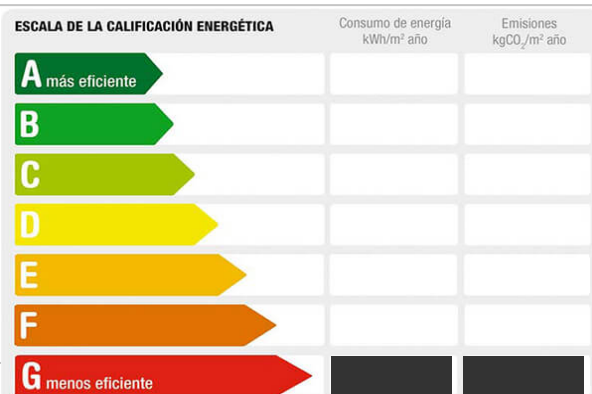 ESCALA DE LA CALIFICACIÓN ENERGÉTICA
Consumo de energía
kWh/m² año
Emisiones
kgCO₂/m² año
A más eficiente
B
C
D
E
F
G menos eficiente